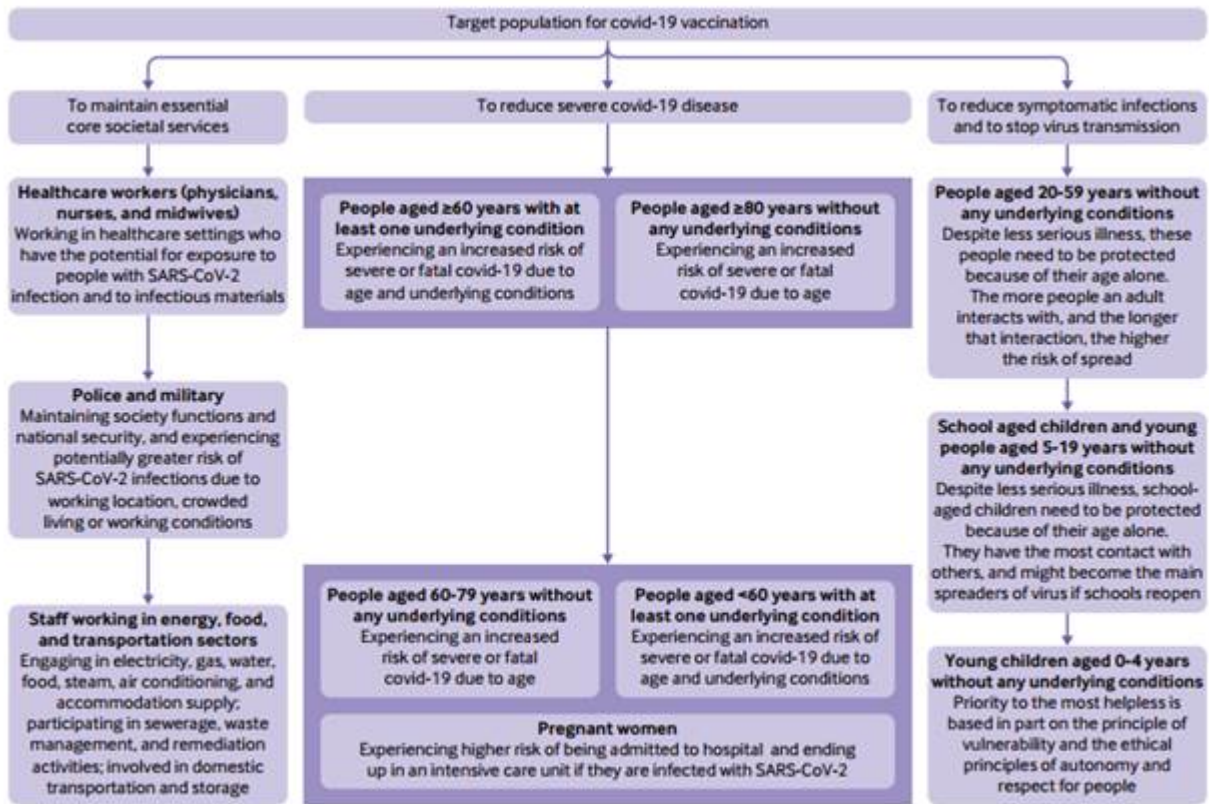 Target population for covid-19 vaccination
To maintain essential
core societal services
Healthcare workers (physicians,
nurses, and midwives)
Working in healthcare settings who
have the potential for exposure to
people with SARS-CoV-2
infection and to infectious materials
Police and military
Maintaining society functions and
national security, and experiencing
potentially greater risk of
SARS-CoV-2 infections due to
working location, crowded
living or working conditions
Staff working in energy, food,
and transportation sectors
Engaging in electricity, gas, water,
food, steam, air conditioning, and
accommodation supply;
participating in sewerage, waste
management, and remediation
activities; involved in domestic
transportation and storage
To reduce severe covid-19 disease
People aged ≥60 years with at
least one underlying condition
Experiencing an increased risk of
severe or fatal covid-19 due to
age and underlying conditions
People aged ≥80 years without
any underlying conditions
Experiencing an increased
risk of severe or fatal
covid-19 due to age
People aged 60-79 years without
any underlying conditions
Experiencing an increased
risk of severe or fatal
covid-19 due to age
People aged <60 years with at
least one underlying condition
Experiencing an increased risk of
severe or fatal covid-19 due to
age and underlying conditions
Pregnant women
Experiencing higher risk of being admitted to hospital and ending
up in an intensive care unit if they are infected with SARS-CoV-2
To reduce symptomatic infections
and to stop virus transmission
People aged 20-59 years without
any underlying conditions
Despite less serious illness, these
people need to be protected
because of their age alone.
The more people an adult
interacts with, and the longer
that interaction, the higher
the risk of spread
School aged children and young
people aged 5-19 years without
any underlying conditions
Despite less serious illness, school-
aged children need to be protected
because of their age alone.
They have the most contact with
others, and might become the main
spreaders of virus if schools reopen
Young children aged 0-4 years
without any underlying conditions
Priority to the most helpless is
based in part on the principle of
vulnerability and the ethical
principles of autonomy and
respect for people